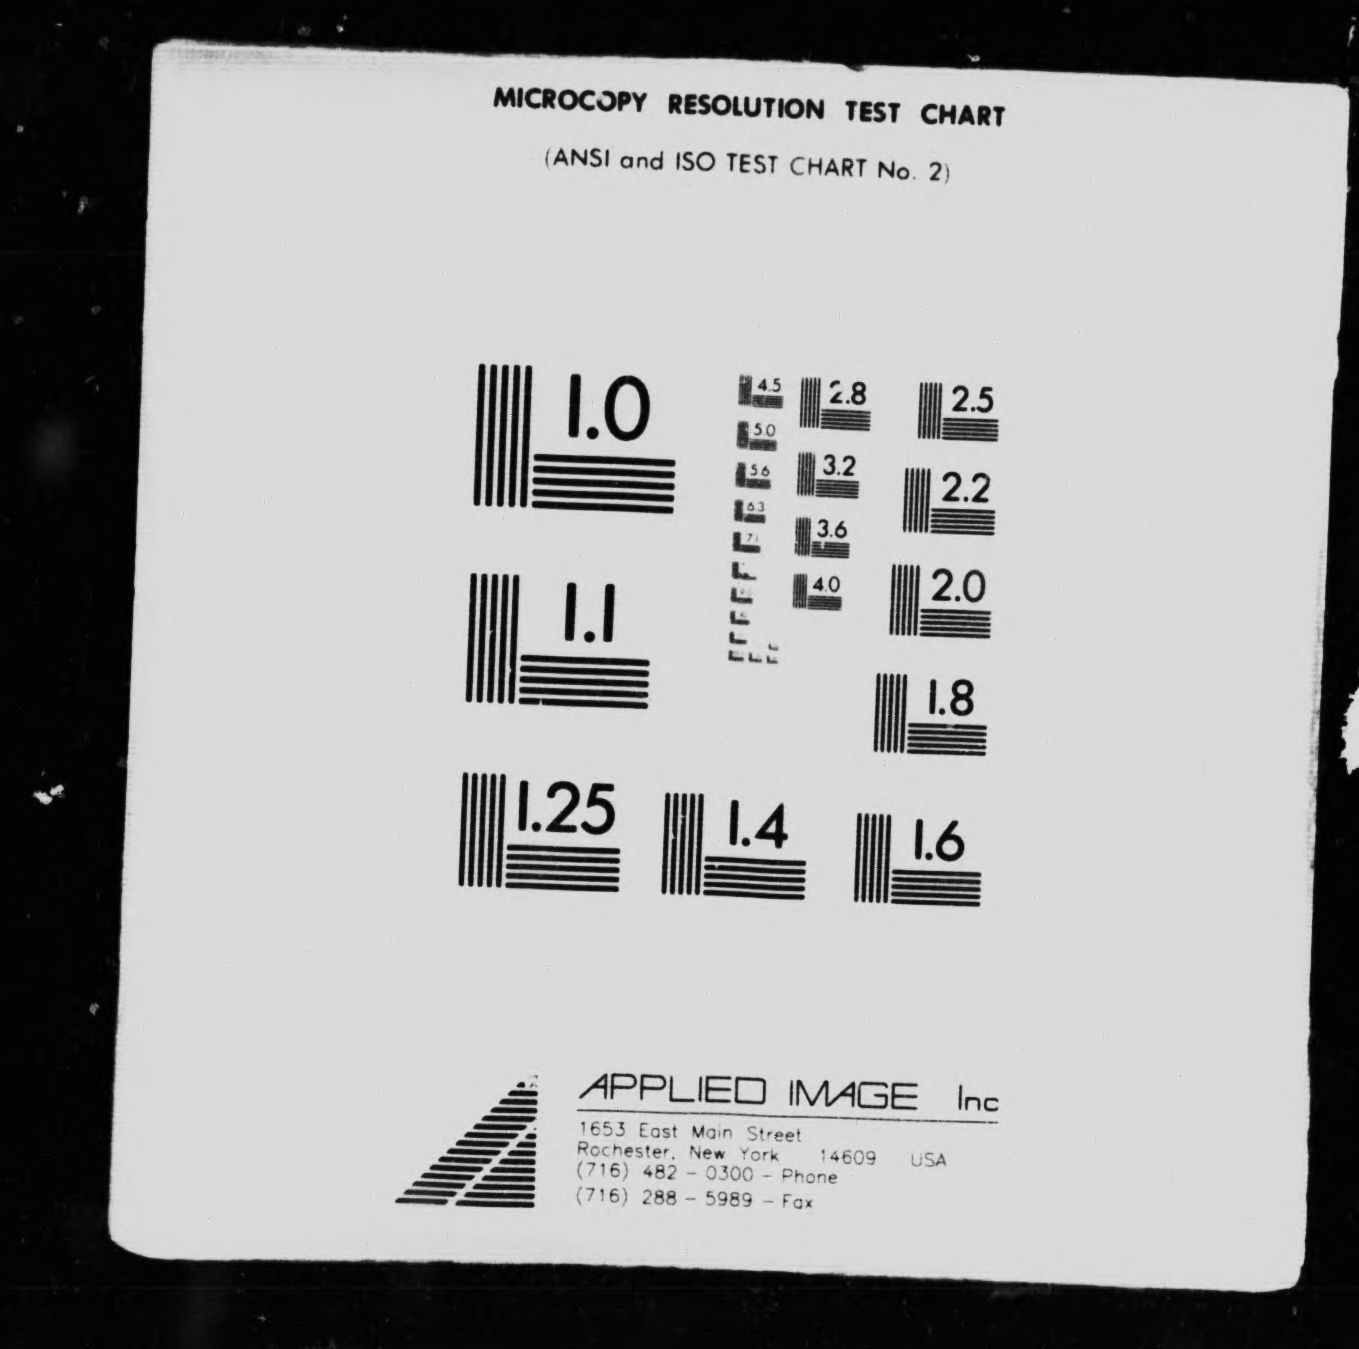 MICROCOPY RESOLUTION TEST CHART
(ANSI and ISO TEST CHART No. 2)
1.0
1.1
1.25
1.4
1.6
1.8
2.0
2.2
2.5
2.8
3.2
3.6
4.0
4.5
5.0
5.6
6.3
7.1
APPLIED IMAGE Inc
1653 East Main Street
Rochester, New York 14609 USA
(716) 482 - 0300 - Phone
(716) 288 - 5989 - Fax